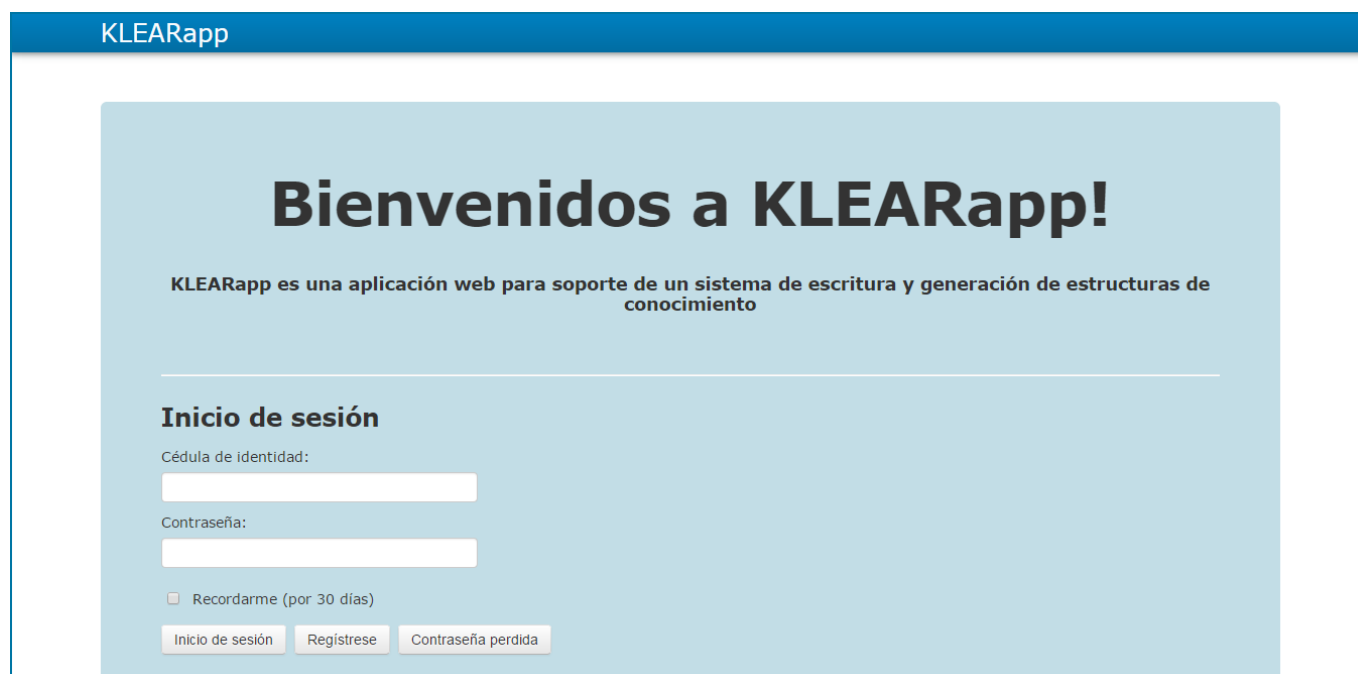 KLEARapp
Bienvenidos a KLEARapp!
KLEARapp es una aplicación web para soporte de un sistema de escritura y generación de estructuras de
conocimiento
Inicio de sesión
Cédula de identidad:
Contraseña:
Recordarme (por 30 días)
Inicio de sesión Regístrese Contraseña perdida